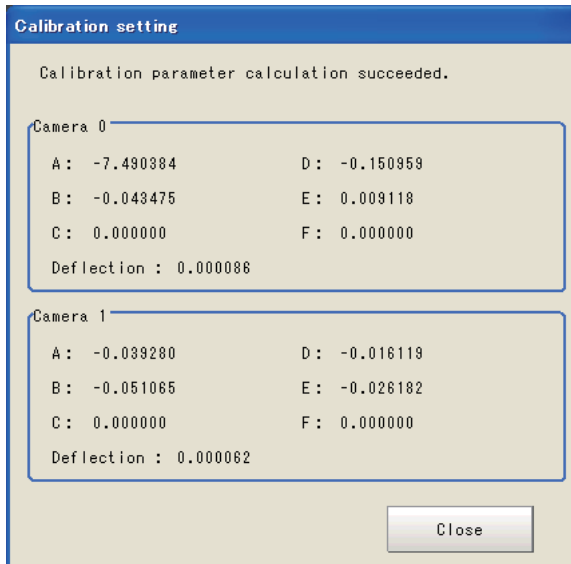 Calibration setting
Calibration parameter calculation succeeded.
Camera 0
A: -7.490384 D: -0.150959
B: -0.043475 E: 0.009118
C: 0.000000 F: 0.000000
Deflection : 0.000086
Camera 1
A: -0.039280 D: -0.016119
B: -0.051065 E: -0.026182
C: 0.000000 F: 0.000000
Deflection : 0.000062
Close